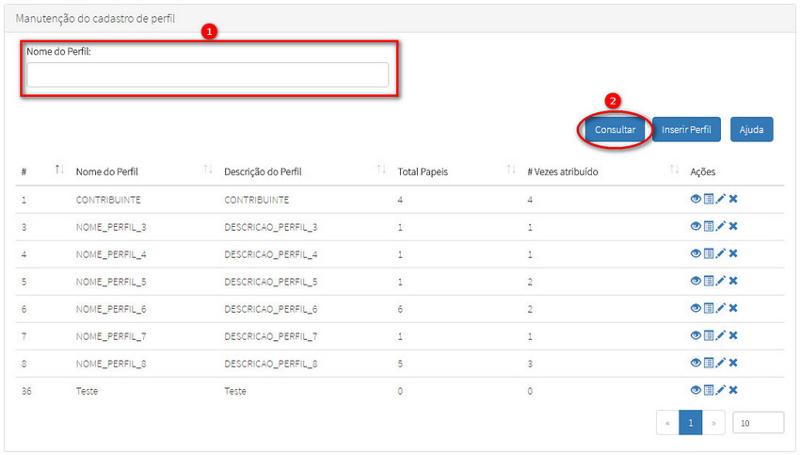 Manutenção do cadastro de perfil
1
Nome do Perfil:
2
Consultar Inserir Perfil Ajuda
# Nome do Perfil Descrição do Perfil Total Papeis # Vezes atribuído Ações
1 CONTRIBUINTE CONTRIBUINTE 4 4
3 NOME_PERFIL_3 DESCRICAO_PERFIL_3 1 1
4 NOME_PERFIL_4 DESCRICAO_PERFIL_4 1 1
5 NOME_PERFIL_5 DESCRICAO_PERFIL_5 1 2
6 NOME_PERFIL_6 DESCRICAO_PERFIL_6 6 2
7 NOME_PERFIL_7 DESCRICAO_PERFIL_7 1 1
8 NOME_PERFIL_8 DESCRICAO_PERFIL_8 5 3
36 Teste Teste 0 0
« 1 » 10